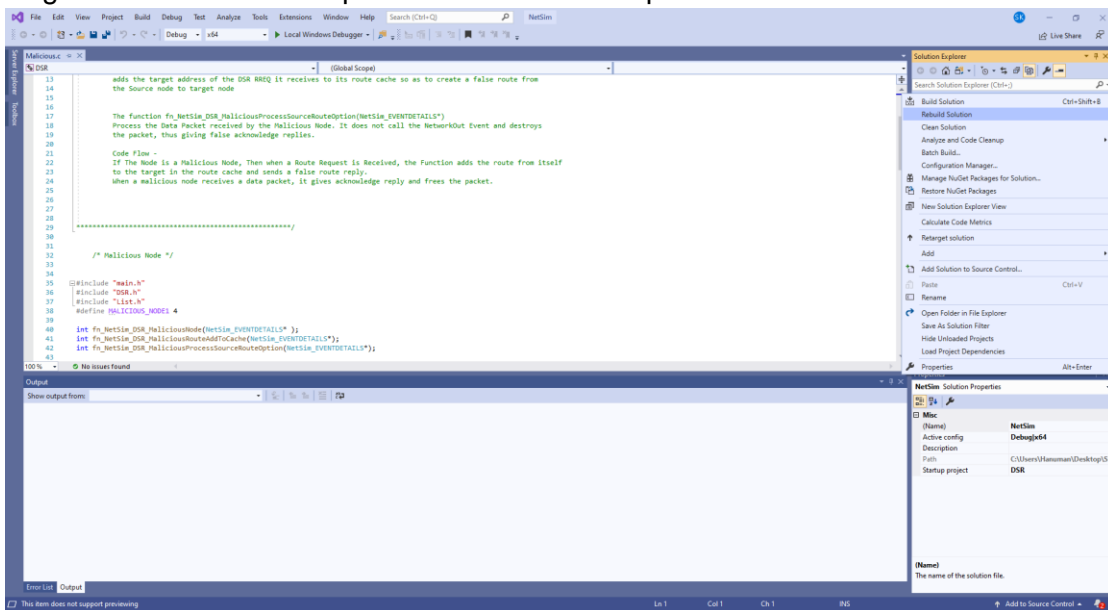 File Edit View Project Build Debug Test Analyze Tools Extensions Window Help Search (Ctrl+Q) NetSim SK
Debug x64 Local Windows Debugger Live Share
Server Explorer
Toolbox
Malicious.c
DSR (Global Scope)
13 adds the target address of the DSR RREQ it receives to its route cache so as to create a false route from
14 the Source node to target node
15
16
17 The function fn_NetSim_DSR_MaliciousProcessSourceRouteOption(NetSim_EVENTDETAILS*)
18 Process the Data Packet received by the Malicious Node. It does not call the NetworkOut Event and destroys
19 the packet, thus giving false acknowledge replies.
20
21 Code Flow -
22 If The Node is a Malicious Node, Then when a Route Request is Received, the Function adds the route from itself
23 to the target in the route cache and sends a false route reply.
24 When a malicious node receives a data packet, it gives acknowledge reply and frees the packet.
25
26
27
28
29 *****************************************************/
30
31
32 /* Malicious Node */
33
34
35 #include "main.h"
36 #include "DSR.h"
37 #include "List.h"
38 #define MALICIOUS_NODE1 4
39
40 int fn_NetSim_DSR_MaliciousNode(NetSim_EVENTDETAILS* );
41 int fn_NetSim_DSR_MaliciousRouteAddToCache(NetSim_EVENTDETAILS*);
42 int fn_NetSim_DSR_MaliciousProcessSourceRouteOption(NetSim_EVENTDETAILS*);
43
100 % No issues found
Output
Show output from:
Error List Output
Solution Explorer
Search Solution Explorer (Ctrl+;)
Build Solution Ctrl+Shift+B
Rebuild Solution
Clean Solution
Analyze and Code Cleanup
Batch Build...
Configuration Manager...
Manage NuGet Packages for Solution...
Restore NuGet Packages
New Solution Explorer View
Calculate Code Metrics
Retarget solution
Add
Add Solution to Source Control...
Paste Ctrl+V
Rename
Open Folder in File Explorer
Save As Solution Filter
Hide Unloaded Projects
Load Project Dependencies
Properties Alt+Enter
NetSim Solution Properties
Misc
(Name) NetSim
Active config Debug|x64
Description
Path C:\Users\Hanuman\Desktop\S
Startup project DSR
(Name)
The name of the solution file.
This item does not support previewing Ln 1 Col 1 Ch 1 INS Add to Source Control